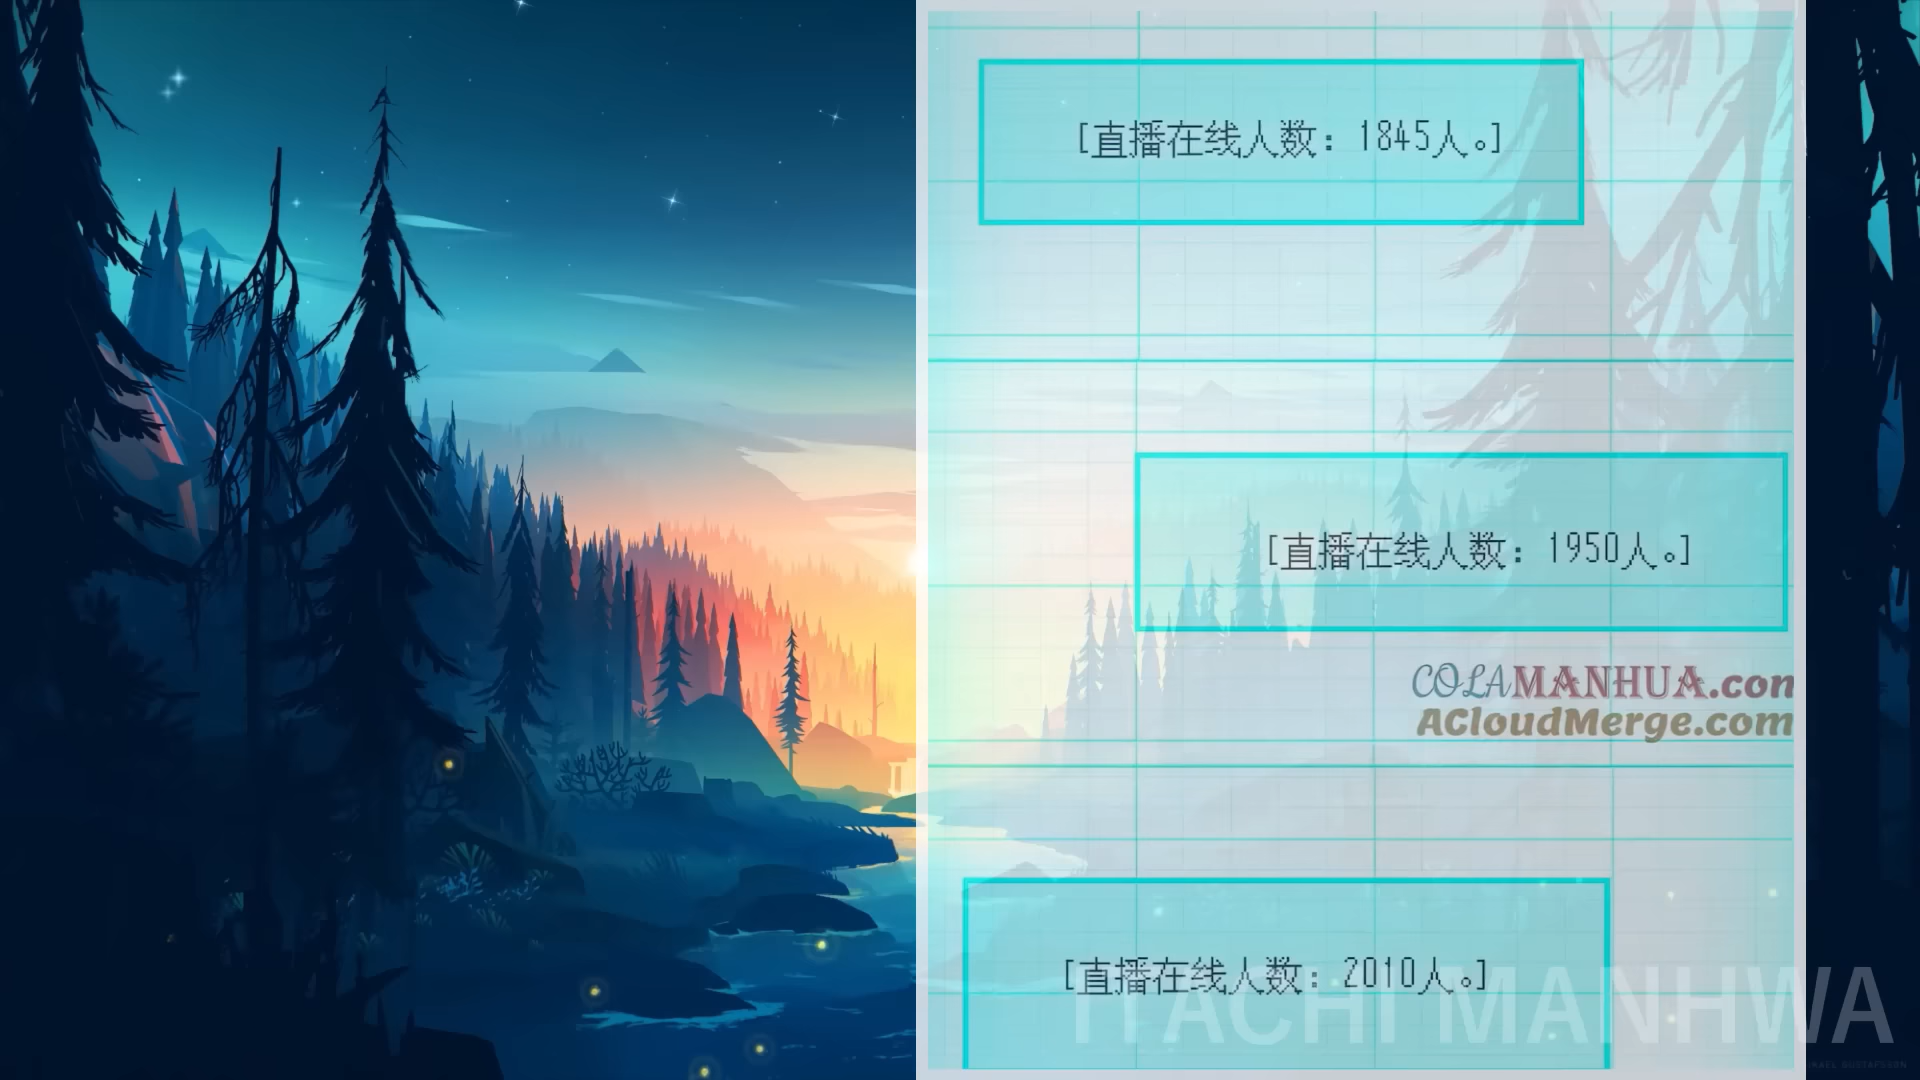 [直播在线人数：1845人。]
[直播在线人数：1950人。]
COLAMANHUA.com
ACloudMerge.com
[直播在线人数：2010人。]
ITACHI MANHWA